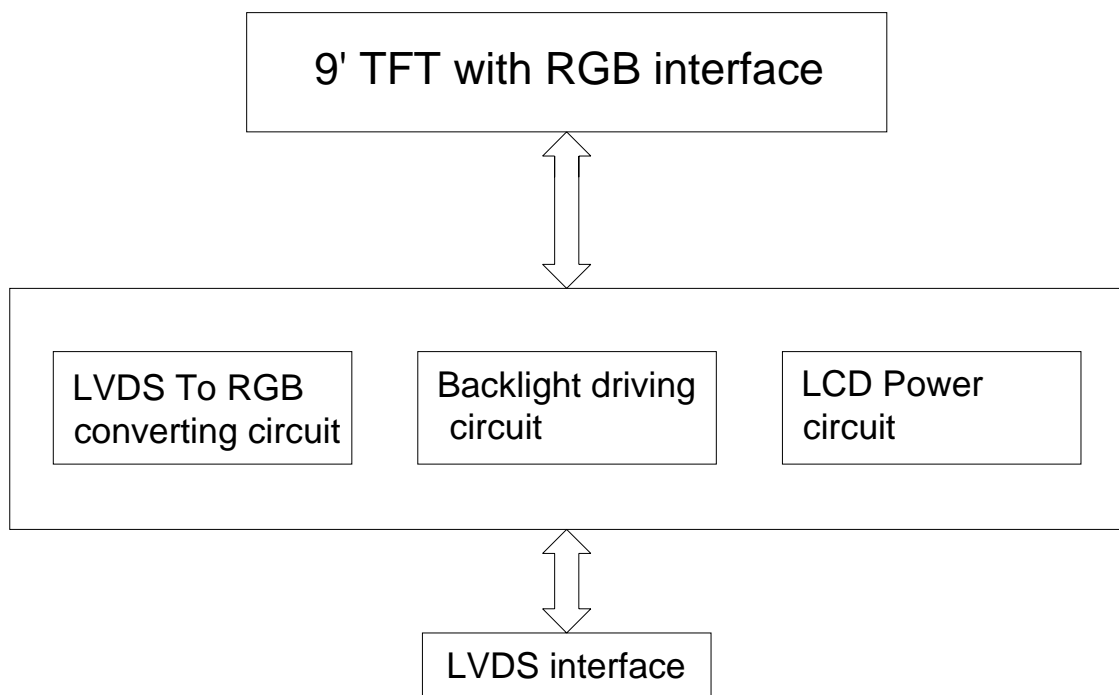 9' TFT with RGB interface
LVDS To RGB
converting circuit
Backlight driving
circuit
LCD Power
circuit
LVDS interface